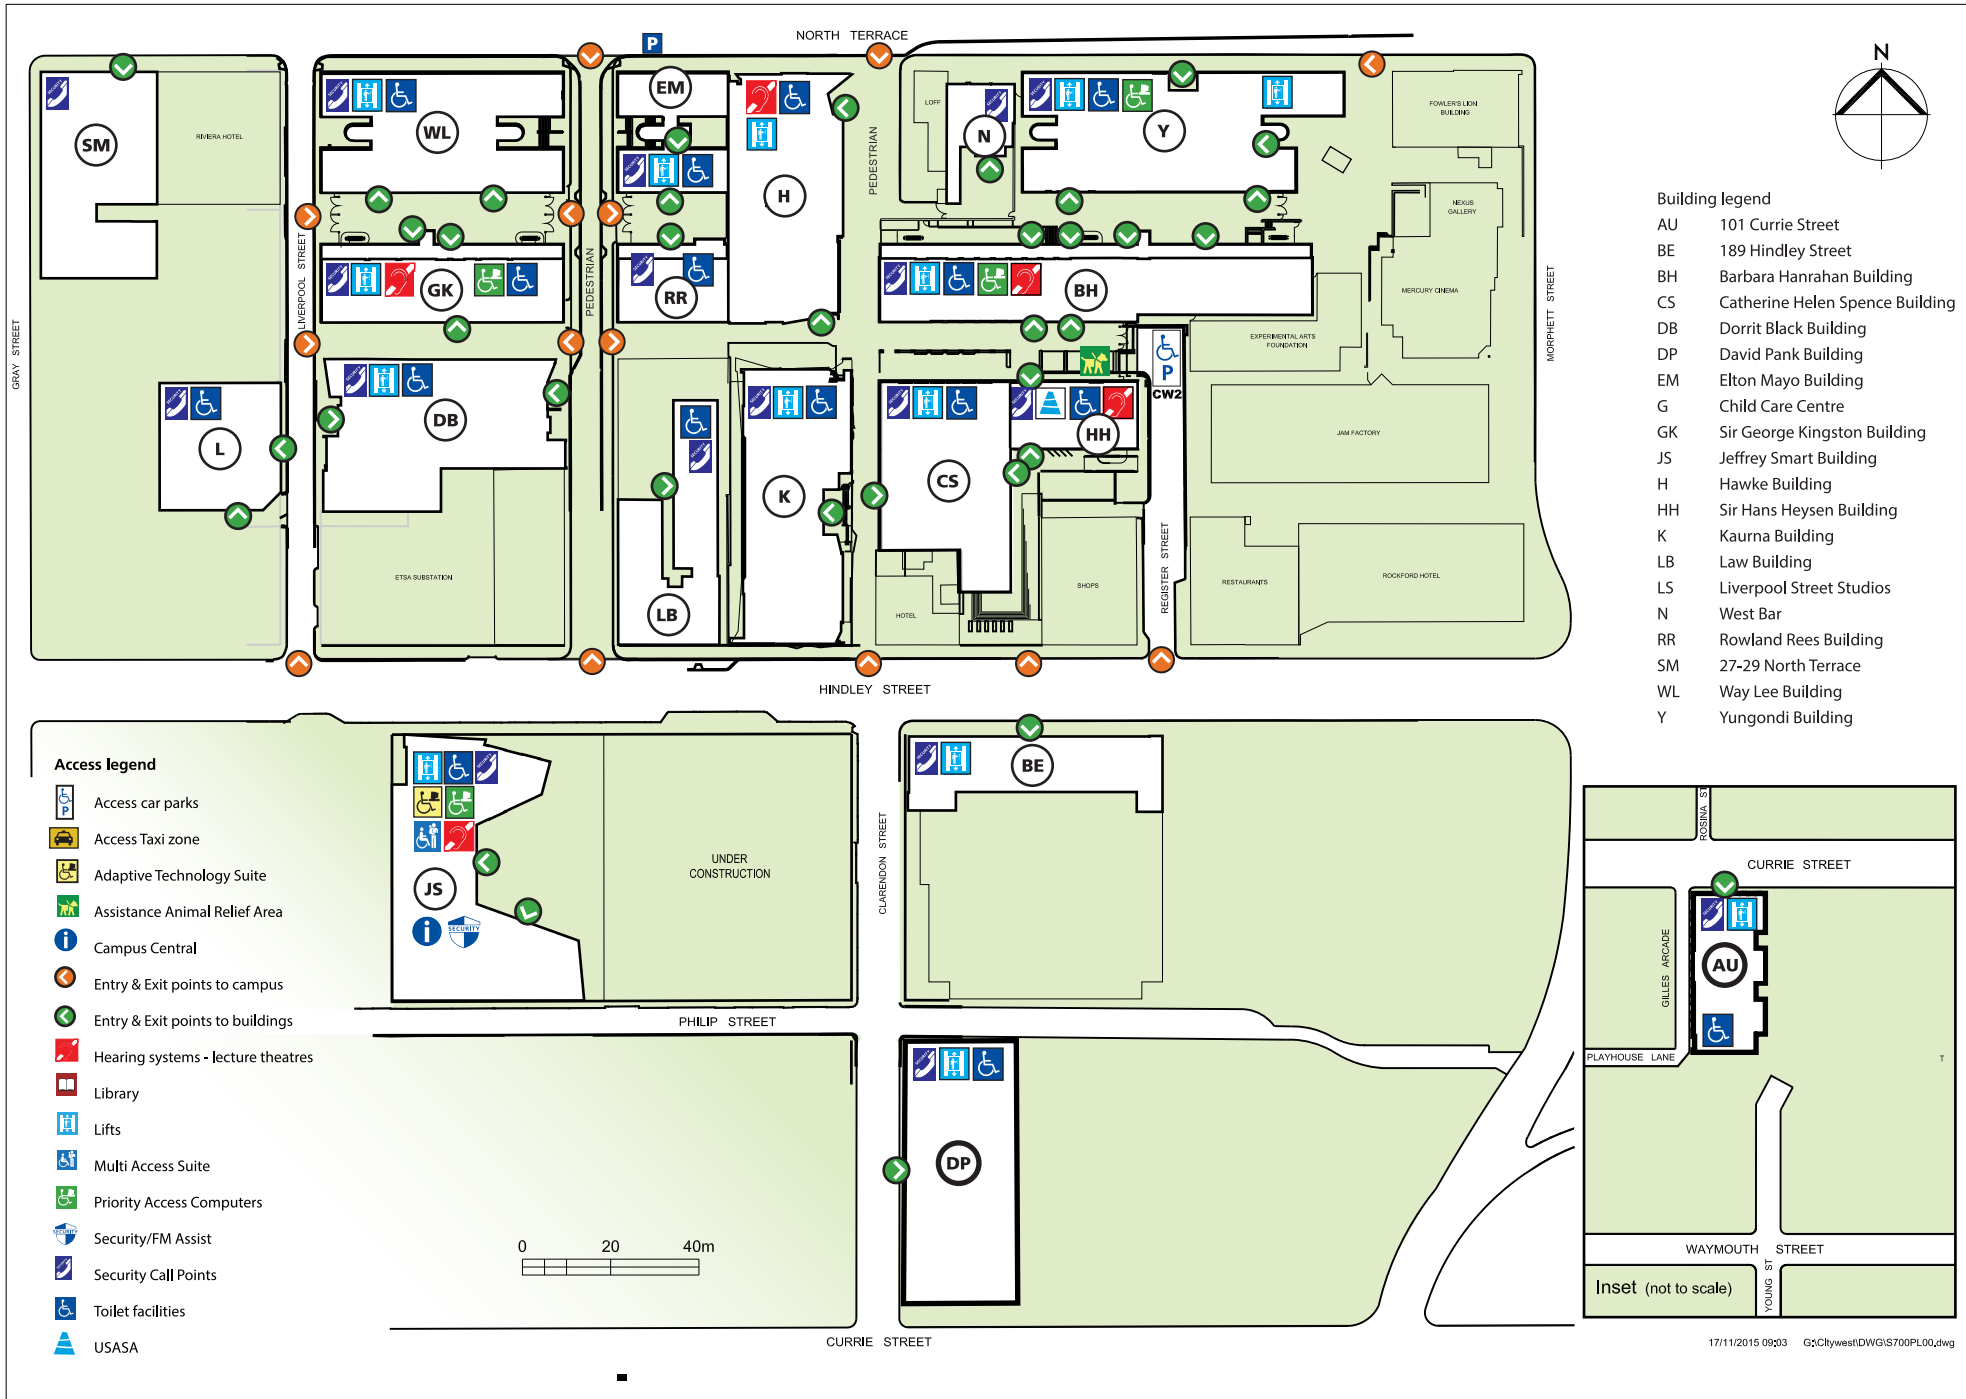 NORTH TERRACE
P
N
SM
RIVIERA HOTEL
WL
EM
H
PEDESTRIAN
LOFF
N
Y
FOWLER'S LION
BUILDING
NEXUS
GALLERY
GRAY STREET
LIVERPOOL STREET
GK
PEDESTRIAN
RR
BH
MERCURY CINEMA
EXPERIMENTAL ARTS
FOUNDATION
MORPHETT STREET
P
CW2
L
DB
K
CS
HH
JAM FACTORY
ETSA SUBSTATION
LB
HOTEL
SHOPS
REGISTER STREET
RESTAURANTS
ROCKFORD HOTEL
HINDLEY STREET
Building legend
AU 101 Currie Street
BE 189 Hindley Street
BH Barbara Hanrahan Building
CS Catherine Helen Spence Building
DB Dorrit Black Building
DP David Pank Building
EM Elton Mayo Building
G Child Care Centre
GK Sir George Kingston Building
JS Jeffrey Smart Building
H Hawke Building
HH Sir Hans Heysen Building
K Kaurna Building
LB Law Building
LS Liverpool Street Studios
N West Bar
RR Rowland Rees Building
SM 27-29 North Terrace
WL Way Lee Building
Y Yungondi Building
Access legend
P Access car parks
Access Taxi zone
Adaptive Technology Suite
Assistance Animal Relief Area
i Campus Central
Entry & Exit points to campus
Entry & Exit points to buildings
Hearing systems - lecture theatres
Library
Lifts
Multi Access Suite
Priority Access Computers
SECURITY Security/FM Assist
Security Call Points
Toilet facilities
USASA
JS
i SECURITY
UNDER
CONSTRUCTION
CLARENDON STREET
BE
PHILIP STREET
DP
0 20 40m
CURRIE STREET
ROSINA ST
CURRIE STREET
GILLES ARCADE
AU
PLAYHOUSE LANE
T
WAYMOUTH STREET
YOUNG ST
Inset (not to scale)
17/11/2015 09:03 G:\Citywest\DWG\S700PL00.dwg